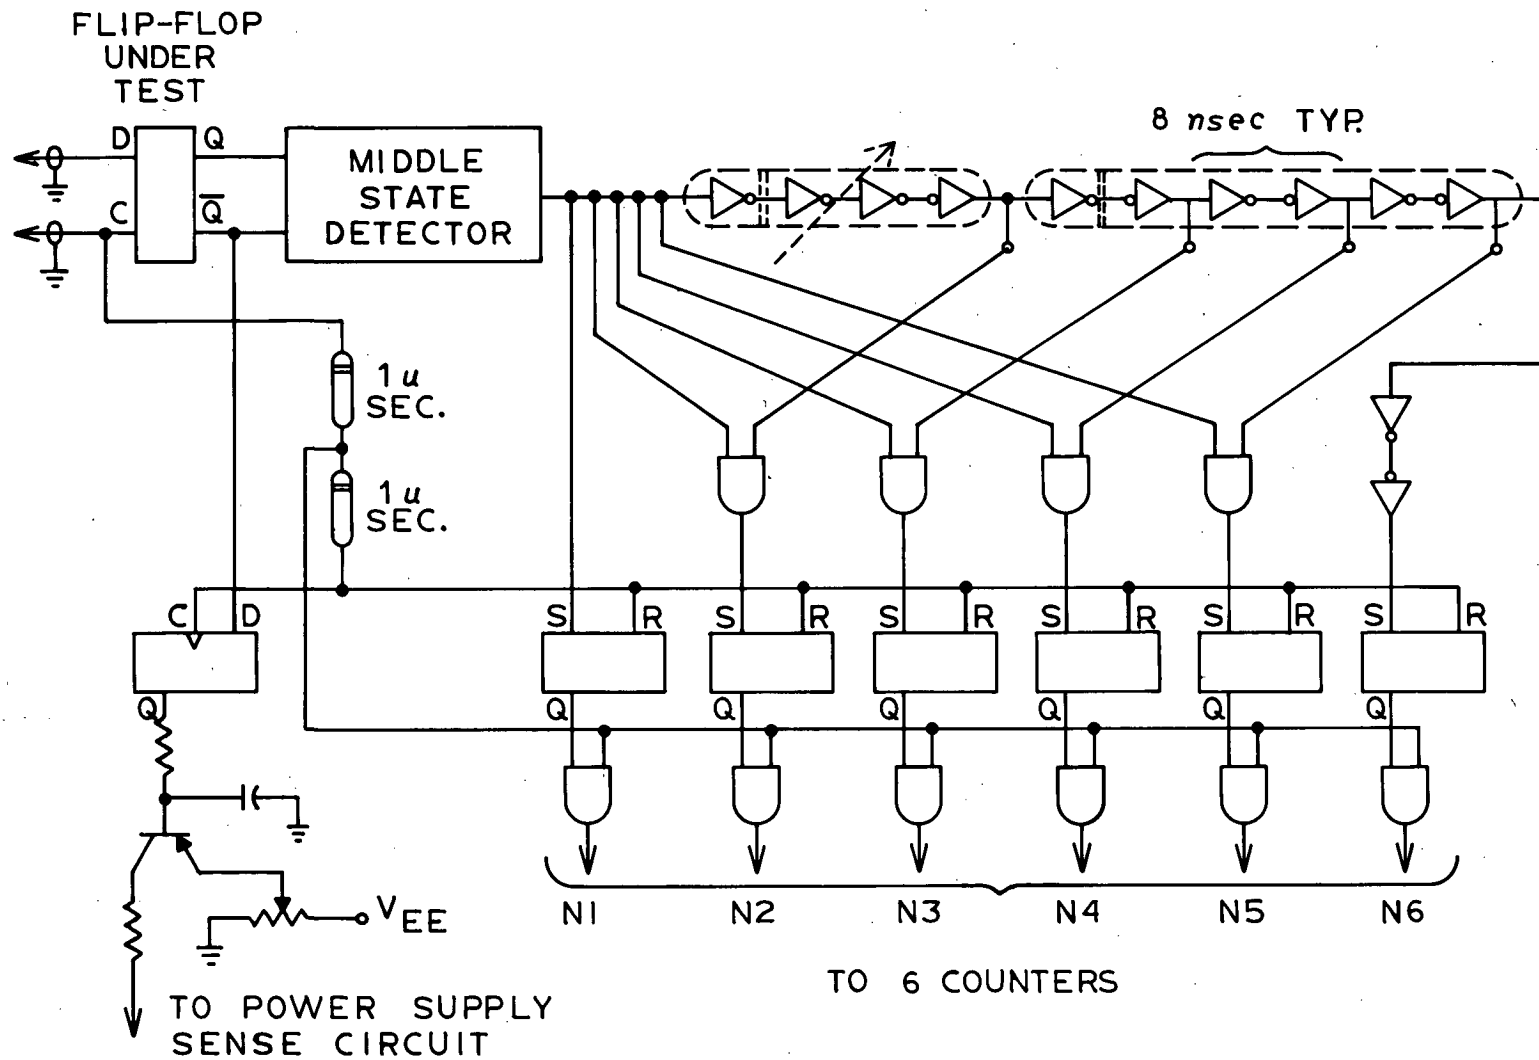 FLIP-FLOP
UNDER
TEST
D
Q
C
Q̅
MIDDLE
STATE
DETECTOR
8 nsec TYP.
1 u
SEC.
1 u
SEC.
C D
Q
S R
S R
S R
S R
S R
S R
Q
Q
Q
Q
Q
Q
VEE
N1
N2
N3
N4
N5
N6
TO 6 COUNTERS
TO POWER SUPPLY
SENSE CIRCUIT